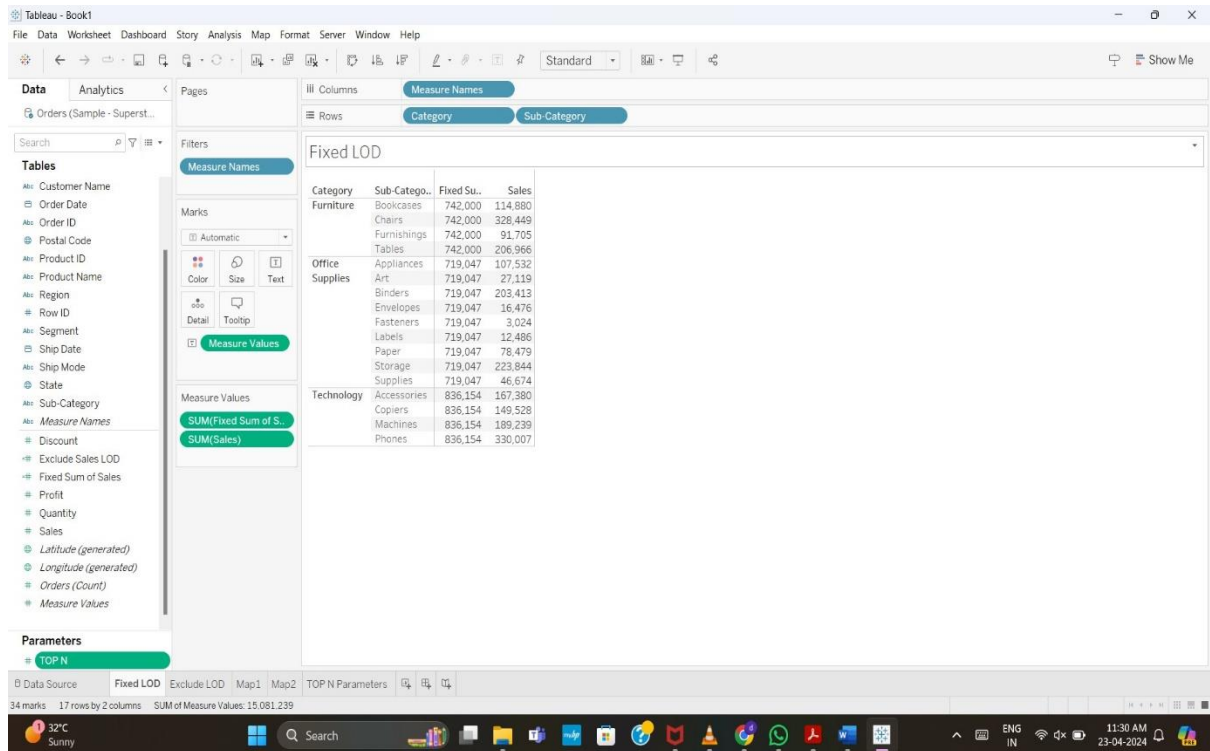 Tableau - Book1
File Data Worksheet Dashboard Story Analysis Map Format Server Window Help
Standard
Show Me
Data Analytics
Pages
Columns
Measure Names
Orders (Sample - Superst...
Rows
Category
Sub-Category
Search
Filters
Measure Names
Fixed LOD
Tables
Abc Customer Name
Order Date
Abc Order ID
Postal Code
Abc Product ID
Abc Product Name
Abc Region
# Row ID
Abc Segment
Ship Date
Abc Ship Mode
State
Abc Sub-Category
Abc Measure Names
# Discount
=# Exclude Sales LOD
=# Fixed Sum of Sales
# Profit
# Quantity
# Sales
Latitude (generated)
Longitude (generated)
# Orders (Count)
# Measure Values
Parameters
# TOP N
Marks
Automatic
Color Size Text
Detail Tooltip
Measure Values
Measure Values
SUM(Fixed Sum of S..
SUM(Sales)
Category Sub-Catego.. Fixed Su.. Sales
Furniture Bookcases 742,000 114,880
Chairs 742,000 328,449
Furnishings 742,000 91,705
Tables 742,000 206,966
Office Appliances 719,047 107,532
Supplies Art 719,047 27,119
Binders 719,047 203,413
Envelopes 719,047 16,476
Fasteners 719,047 3,024
Labels 719,047 12,486
Paper 719,047 78,479
Storage 719,047 223,844
Supplies 719,047 46,674
Technology Accessories 836,154 167,380
Copiers 836,154 149,528
Machines 836,154 189,239
Phones 836,154 330,007
Data Source Fixed LOD Exclude LOD Map1 Map2 TOP N Parameters
34 marks 17 rows by 2 columns SUM of Measure Values: 15,081,239
1
32°C
Sunny
Search
ENG
IN
11:30 AM
23-04-2024